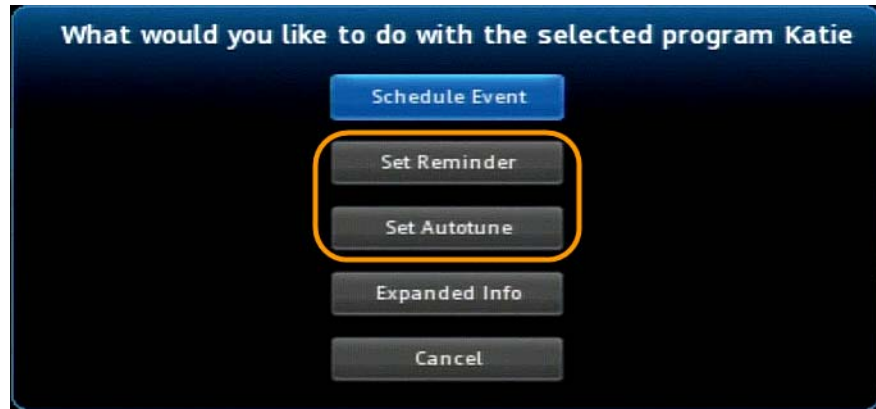 What would you like to do with the selected program Katie
Schedule Event
Set Reminder
Set Autotune
Expanded Info
Cancel